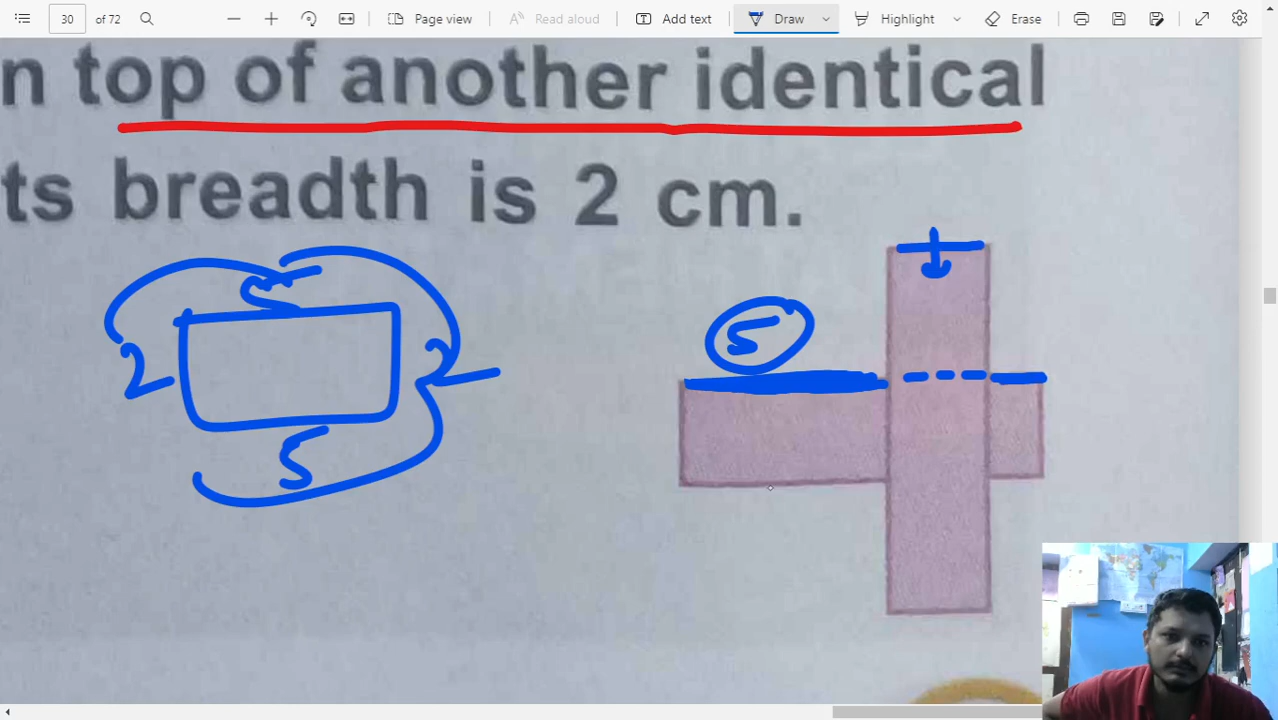 30 of 72 Page view Read aloud Add text Draw Highlight Erase
n top of another identical
ts breadth is 2 cm.
5
2 2
5
5